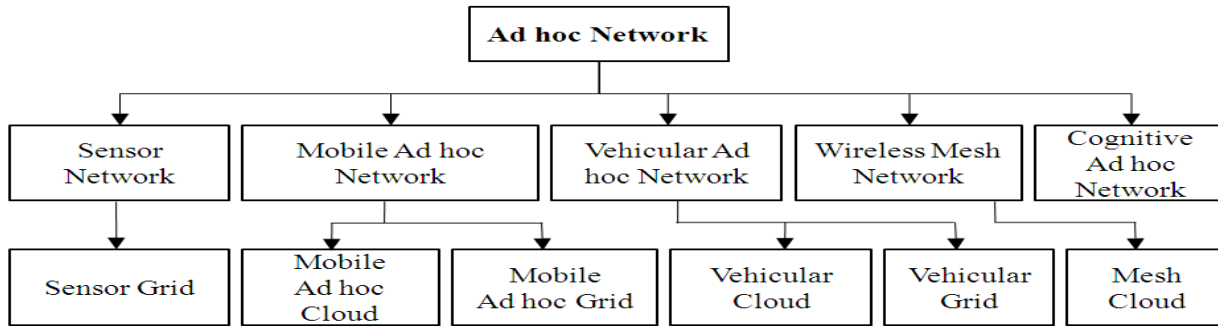 Ad hoc Network
Sensor
Network
Mobile Ad hoc
Network
Vehicular Ad
hoc Network
Wireless Mesh
Network
Cognitive
Ad hoc
Network
Sensor Grid
Mobile
Ad hoc
Cloud
Mobile
Ad hoc Grid
Vehicular
Cloud
Vehicular
Grid
Mesh
Cloud